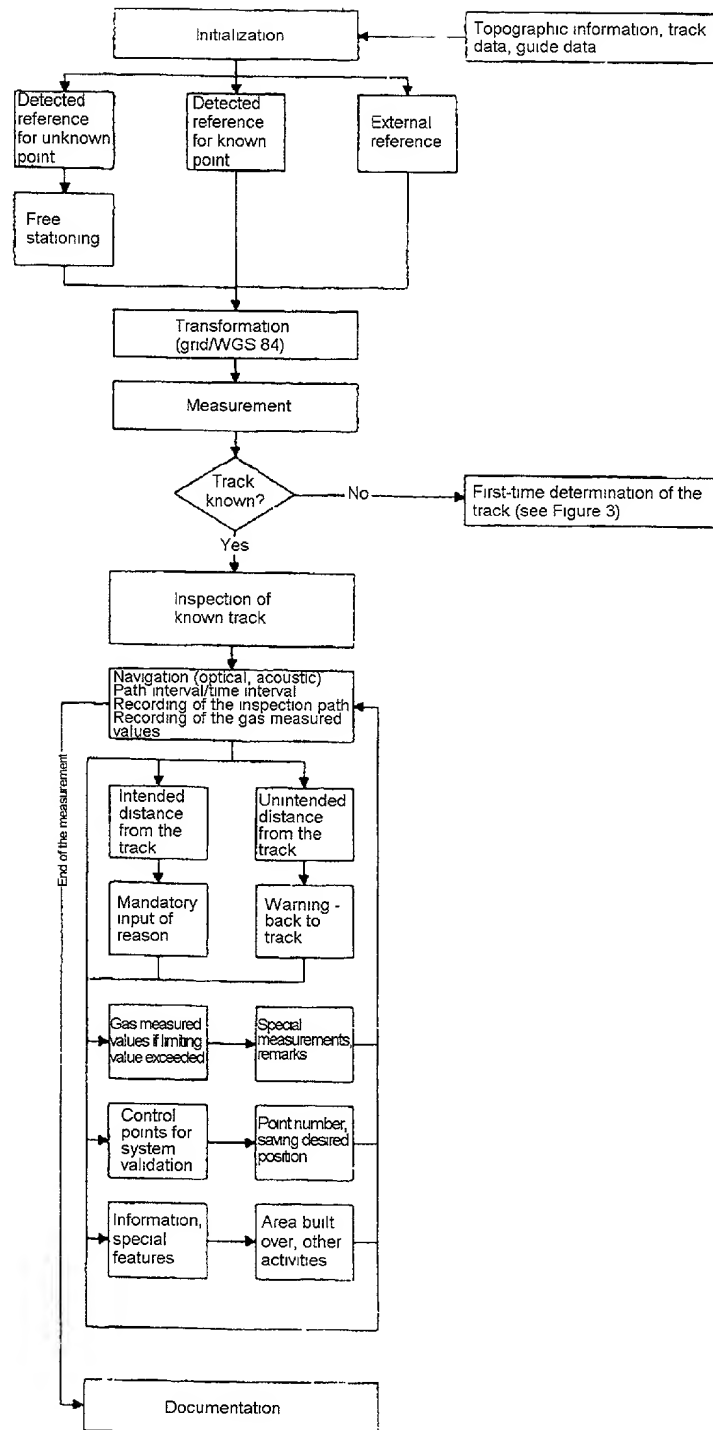 Initialization
Topographic information, track
data, guide data
Detected
reference
for unknown
point
Detected
reference
for known
point
External
reference
Free
stationing
Transformation
(grid/WGS 84)
Measurement
Track
known?
No
First-time determination of the
track (see Figure 3)
Yes
Inspection of
known track
Navigation (optical, acoustic)
Path interval/time interval
Recording of the inspection path
Recording of the gas measured
values
End of the measurement
Intended
distance
from the
track
Unintended
distance
from the
track
Mandatory
input of
reason
Warning -
back to
track
Gas measured
values if limiting
value exceeded
Special
measurements,
remarks
Control
points for
system
validation
Point number,
saving desired
position
Information,
special
features
Area built
over, other
activities
Documentation